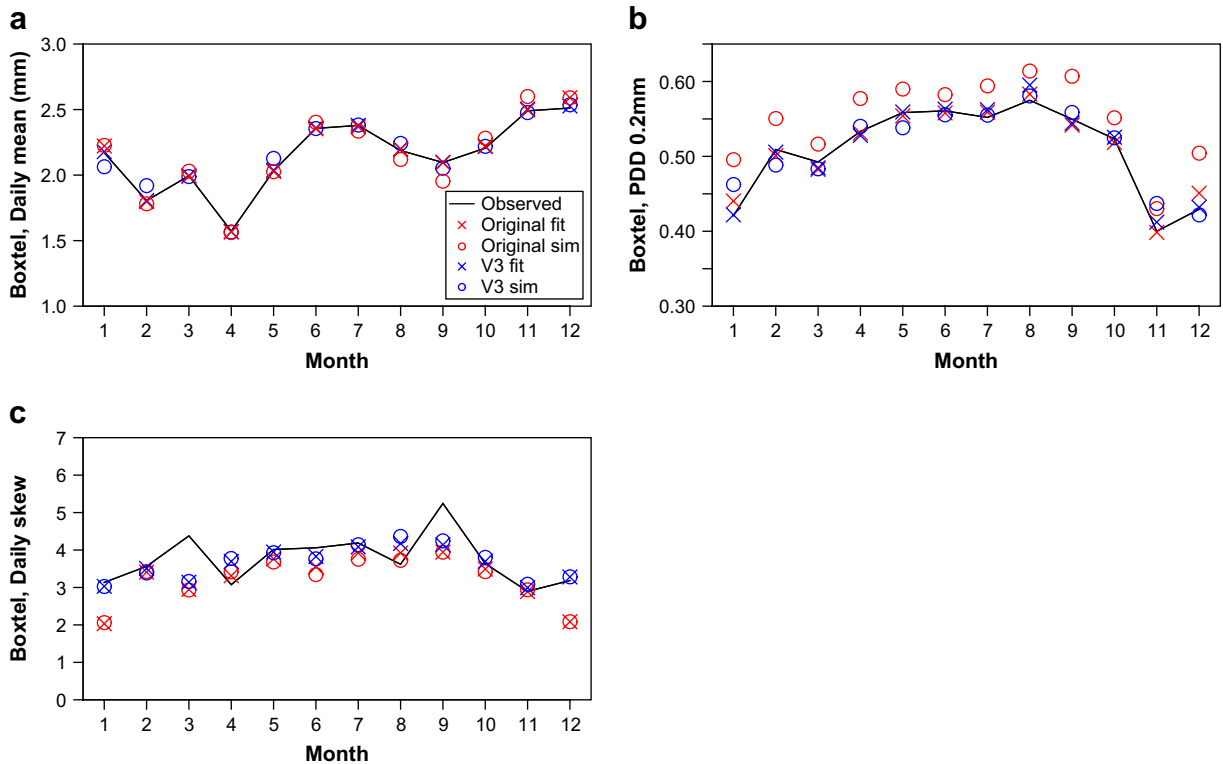 a
Boxtel, Daily mean (mm)
3.0
2.5
2.0
1.5
1.0
Observed
Original fit
Original sim
V3 fit
V3 sim
1 2 3 4 5 6 7 8 9 10 11 12
Month
b
Boxtel, PDD 0.2mm
0.60
0.50
0.40
0.30
1 2 3 4 5 6 7 8 9 10 11 12
Month
c
Boxtel, Daily skew
7
6
5
4
3
2
1
0
1 2 3 4 5 6 7 8 9 10 11 12
Month